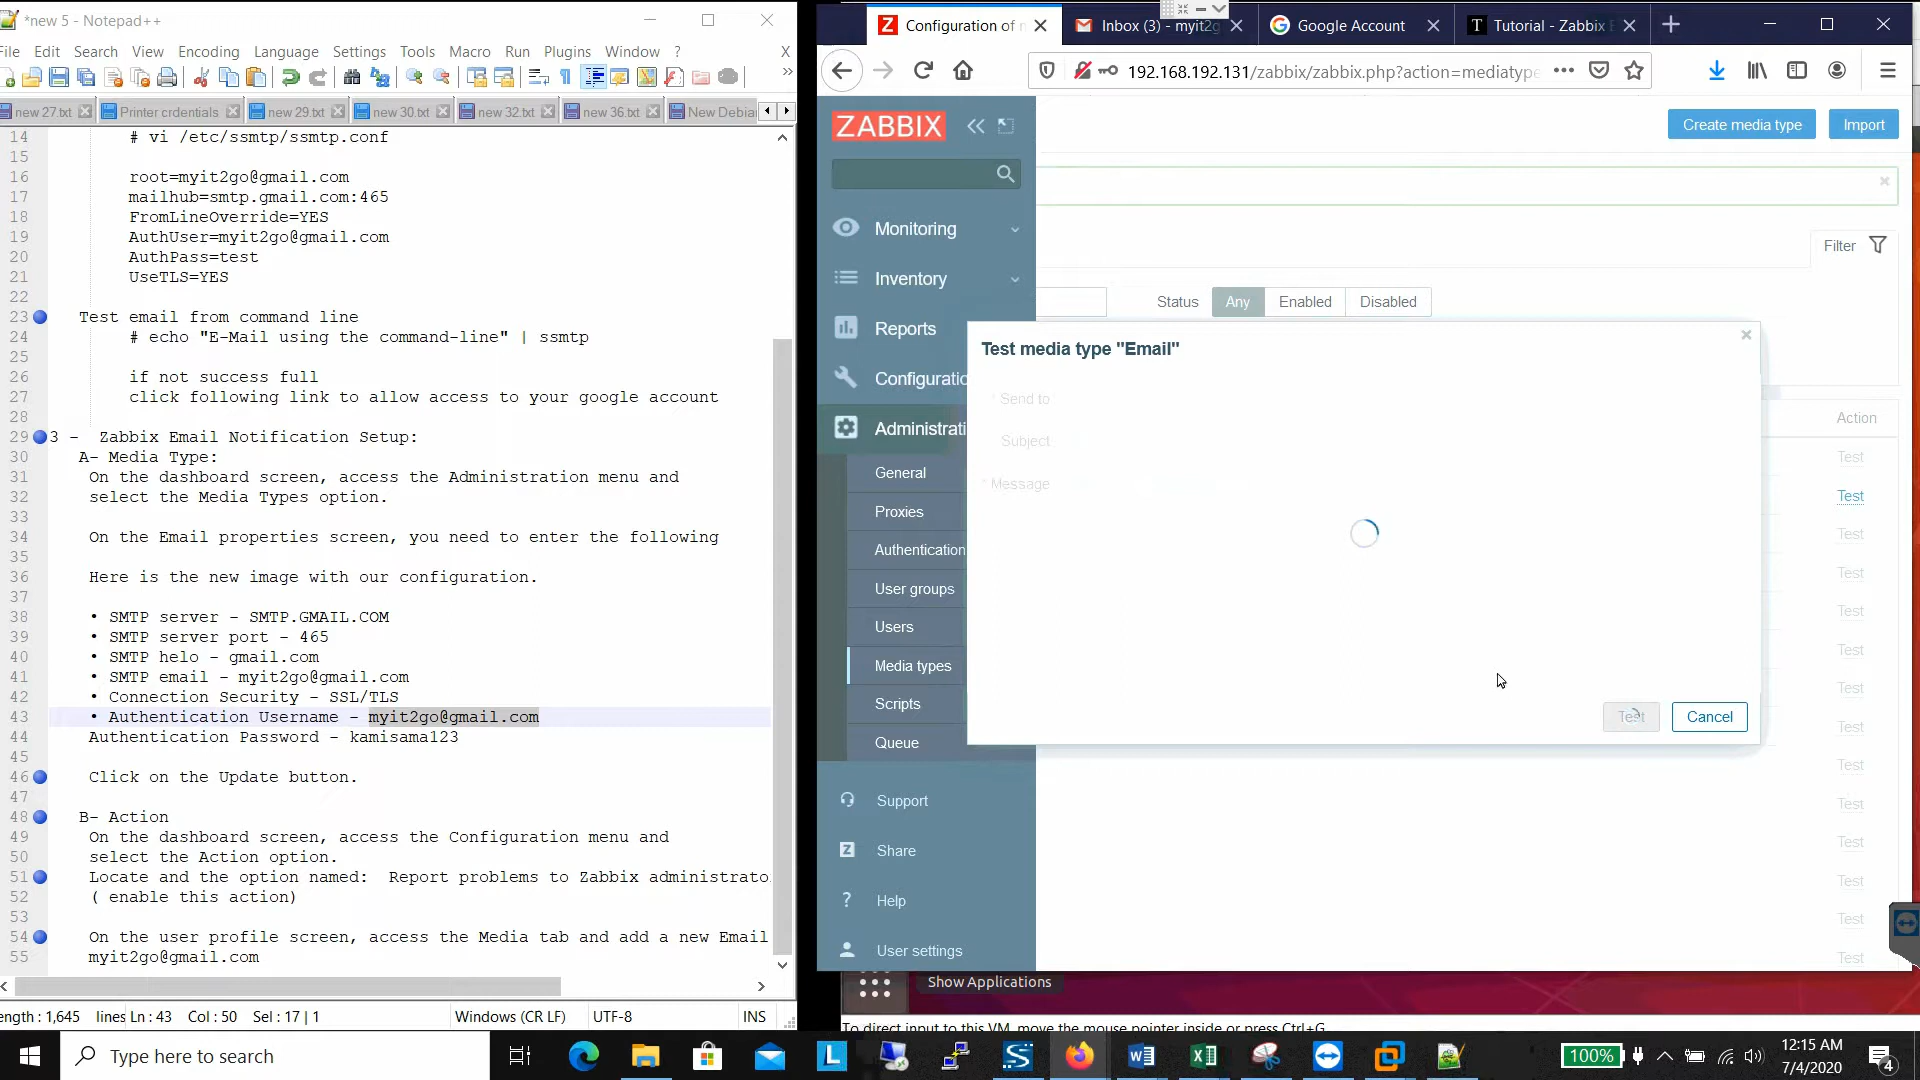 *new 5 - Notepad++
File Edit Search View Encoding Language Settings Tools Macro Run Plugins Window ? X
new 27.txt Printer crdentials new 29.txt new 30.txt new 32.txt new 36.txt New Debia
14 # vi /etc/ssmtp/ssmtp.conf
15
16 root=myit2go@gmail.com
17 mailhub=smtp.gmail.com:465
18 FromLineOverride=YES
19 AuthUser=myit2go@gmail.com
20 AuthPass=test
21 UseTLS=YES
22
23 Test email from command line
24 # echo "E-Mail using the command-line" | ssmtp
25
26 if not success full
27 click following link to allow access to your google account
28
29 3 - Zabbix Email Notification Setup:
30 A- Media Type:
31 On the dashboard screen, access the Administration menu and
32 select the Media Types option.
33
34 On the Email properties screen, you need to enter the following
35
36 Here is the new image with our configuration.
37
38 • SMTP server - SMTP.GMAIL.COM
39 • SMTP server port - 465
40 • SMTP helo - gmail.com
41 • SMTP email - myit2go@gmail.com
42 • Connection Security - SSL/TLS
43 • Authentication Username - myit2go@gmail.com
44 Authentication Password - kamisama123
45
46 Click on the Update button.
47
48 B- Action
49 On the dashboard screen, access the Configuration menu and
50 select the Action option.
51 Locate and the option named: Report problems to Zabbix administrato
52 ( enable this action)
53
54 On the user profile screen, access the Media tab and add a new Email
55 myit2go@gmail.com
ength : 1,645 lines Ln : 43 Col : 50 Sel : 17 | 1 Windows (CR LF) UTF-8 INS
Z Configuration of m Inbox (3) - myit2g Google Account T Tutorial - Zabbix E
192.168.192.131/zabbix/zabbix.php?action=mediatype
ZABBIX
Create media type Import
Monitoring
Inventory
Reports
Configuratio
Administrati
General
Proxies
Authentication
User groups
Users
Media types
Scripts
Queue
Support
Z Share
? Help
User settings
Filter
Status Any Enabled Disabled
Action
Test
Test
Test
Test
Test
Test
Test
Test
Test
Test
Test
Test
Test
Test
Test media type "Email"
* Send to
Subject
* Message
Test Cancel
Show Applications
To direct input to this VM, move the mouse pointer inside or press Ctrl+G
Type here to search
100%
12:15 AM
7/4/2020
4